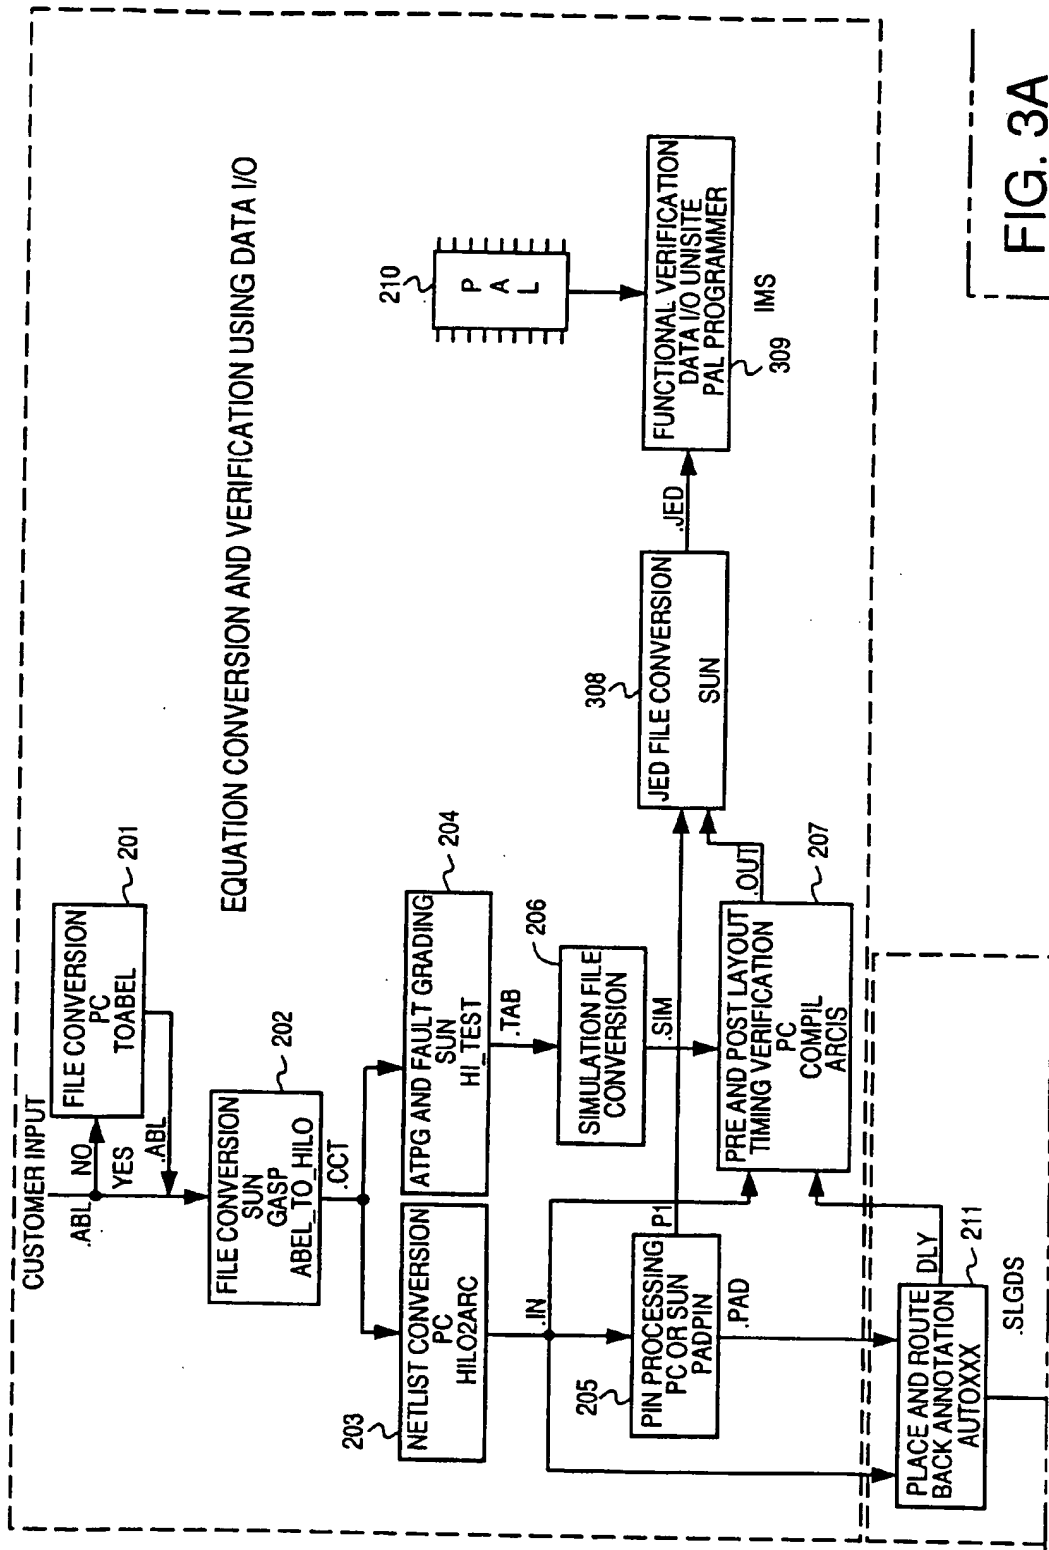 CUSTOMER INPUT
.ABL
NO
YES
FILE CONVERSION
PC
TOABEL
201
.ABL
EQUATION CONVERSION AND VERIFICATION USING DATA I/O
FILE CONVERSION
SUN
GASP
ABEL_TO_HILO
202
.CCT
NETLIST CONVERSION
PC
HILO2ARC
203
ATPG AND FAULT GRADING
SUN
HI_TEST
204
.IN
.TAB
PIN PROCESSING
PC OR SUN
PADPIN
205
P1
.PAD
SIMULATION FILE
CONVERSION
206
.SIM
PRE AND POST LAYOUT
TIMING VERIFICATION
PC
COMPIL
ARCIS
207
.OUT
JED FILE CONVERSION
SUN
308
.JED
PAL
210
FUNCTIONAL VERIFICATION
DATA I/O UNISITE
PAL PROGRAMMER
309
IMS
PLACE AND ROUTE
BACK ANNOTATION
AUTOXXX
DLY
211
.SLGDS
FIG. 3A